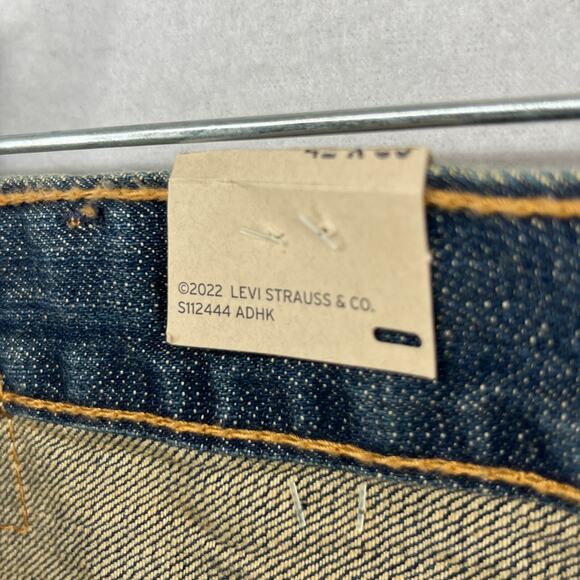 ©2022 LEVI STRAUSS & CO.
S112444 ADHK